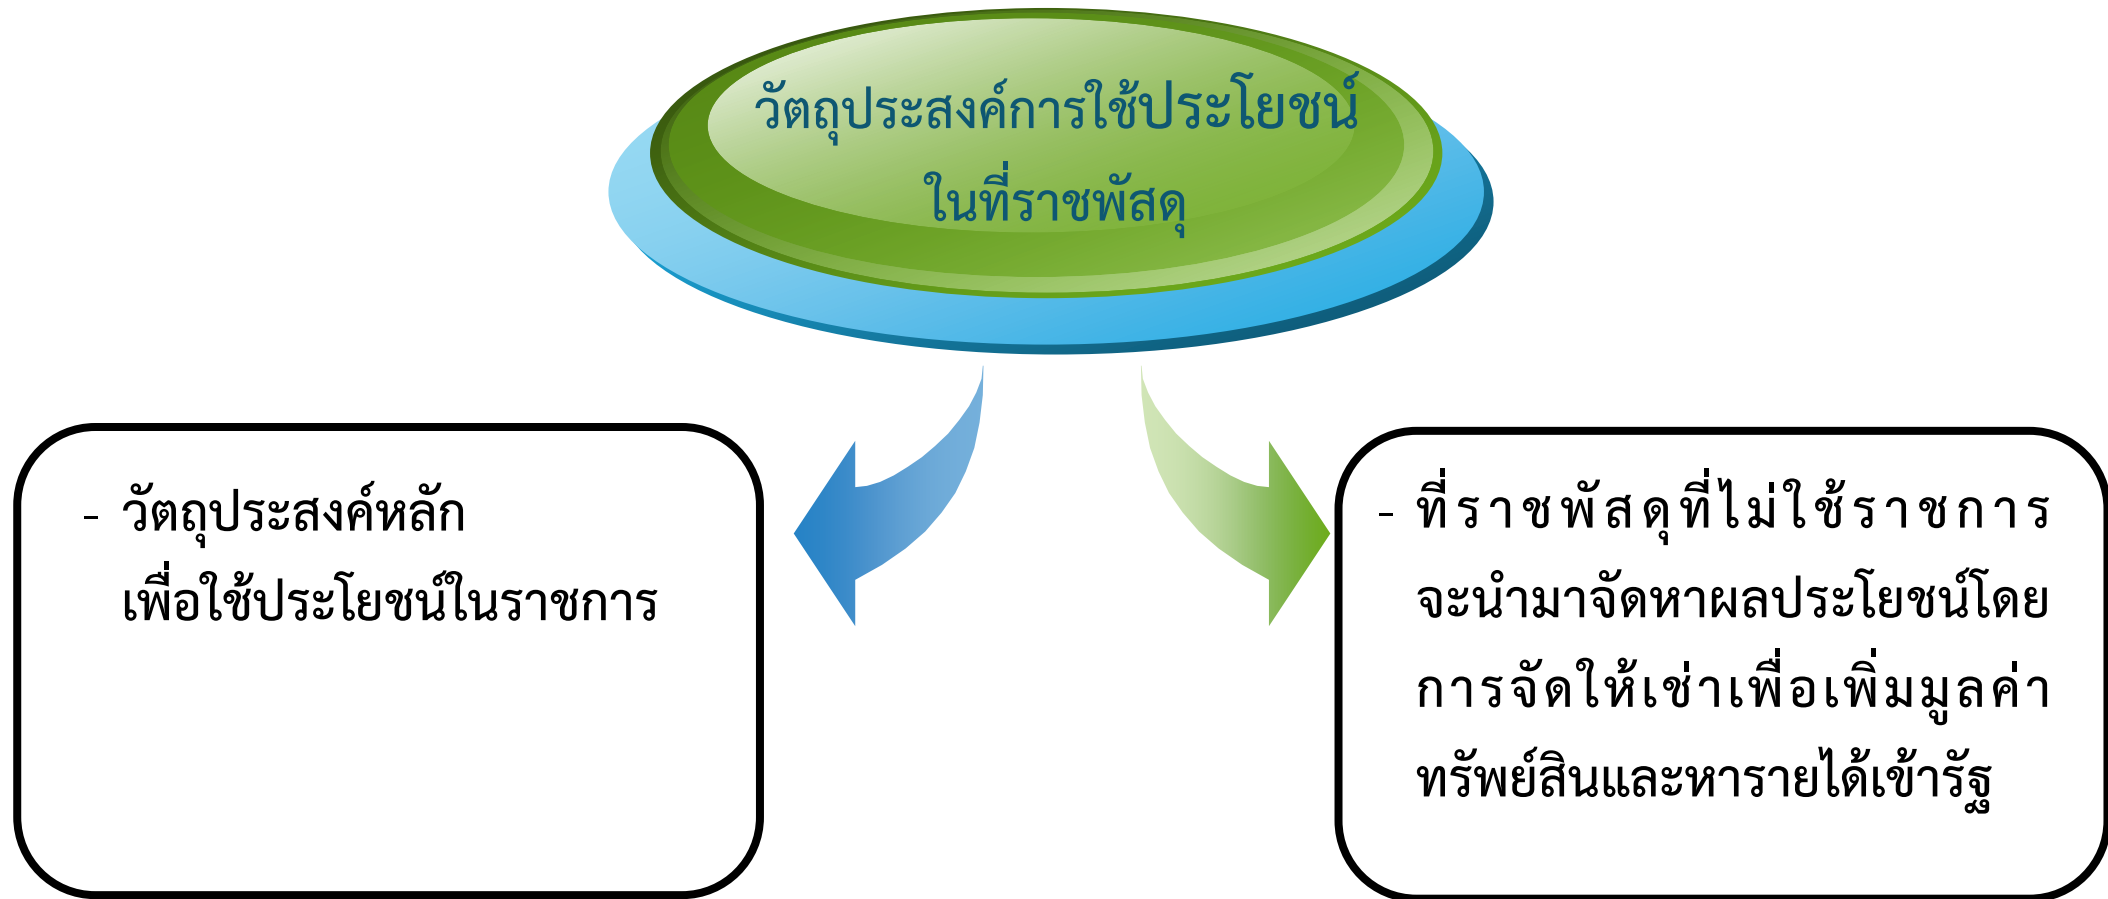 วัตถุประสงค์การใช้ประโยชน์
ในที่ราชพัสดุ
- วัตถุประสงค์หลัก
เพื่อใช้ประโยชน์ในราชการ
- ที่ราชพัสดุที่ไม่ใช้ราชการ
จะนำมาจัดหาผลประโยชน์โดย
การจัดให้เช่าเพื่อเพิ่มมูลค่า
ทรัพย์สินและหารายได้เข้ารัฐ